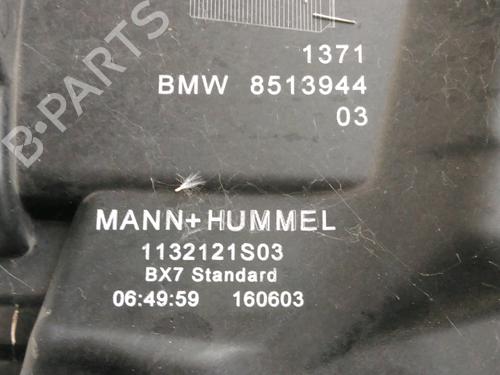 B-PARTS
1371
BMW 8513944
03
MANN+HUMMEL
1132121S03
BX7 Standard
06:49:59 160603